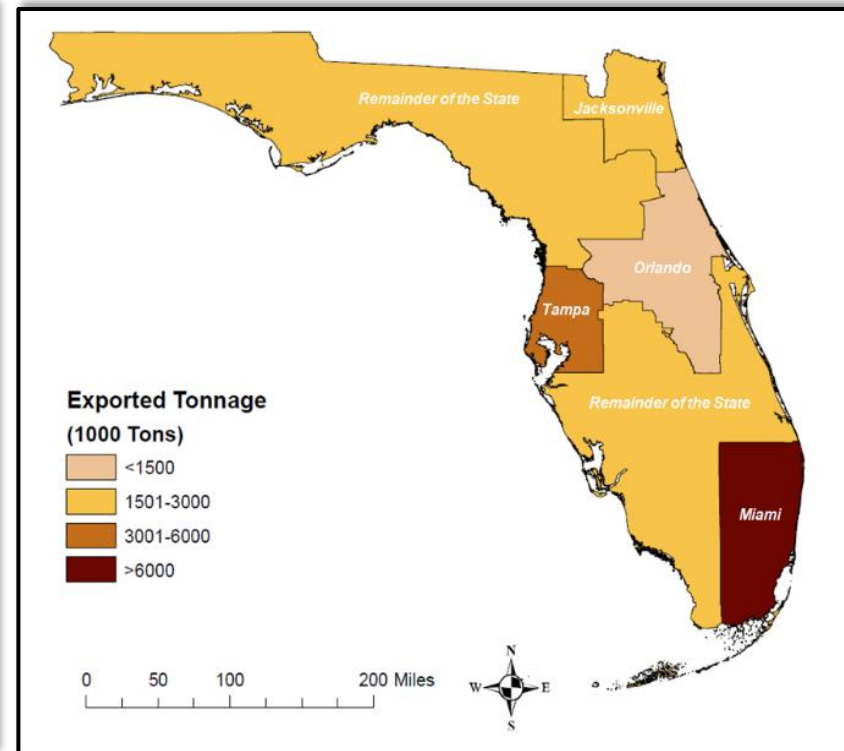 Remainder of the State
Jacksonville
Orlando
Tampa
Remainder of the State
Miami
Exported Tonnage
(1000 Tons)
<1500
1501-3000
3001-6000
>6000
0 50 100 200 Miles
N
W E
S